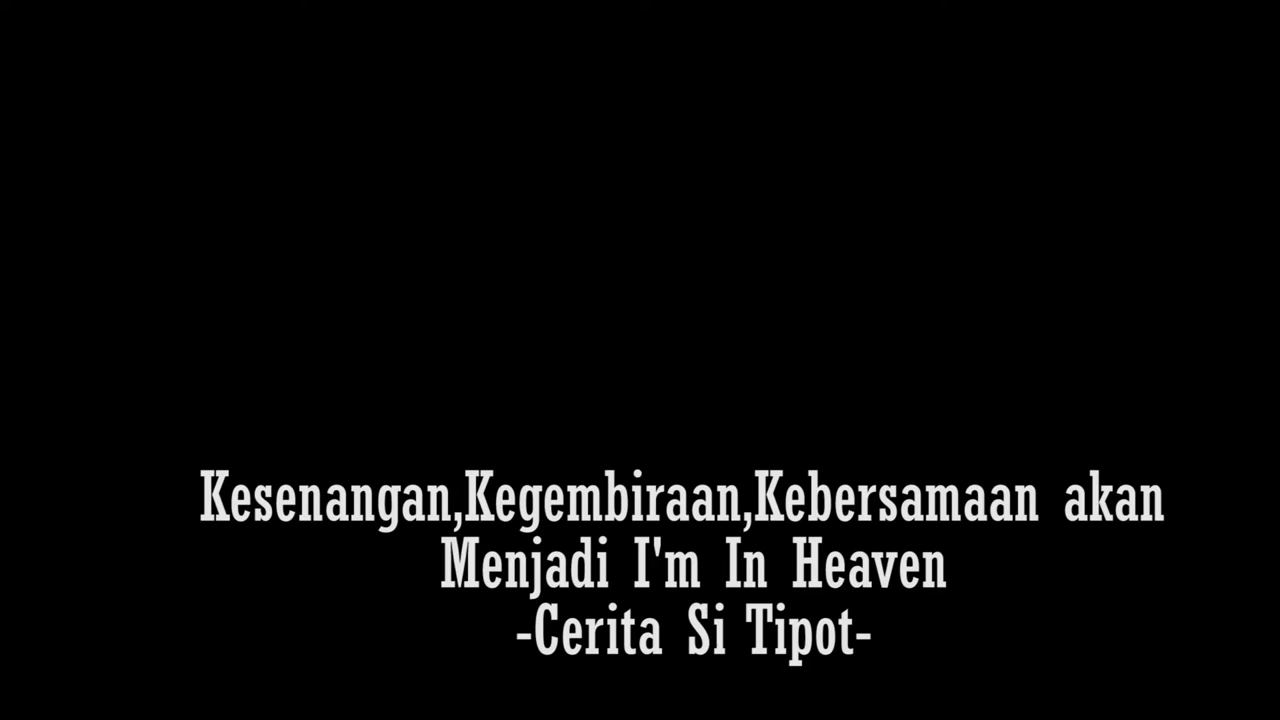 Kesenangan,Kegembiraan,Kebersamaan akan
Menjadi I'm In Heaven
-Cerita Si Tipot-